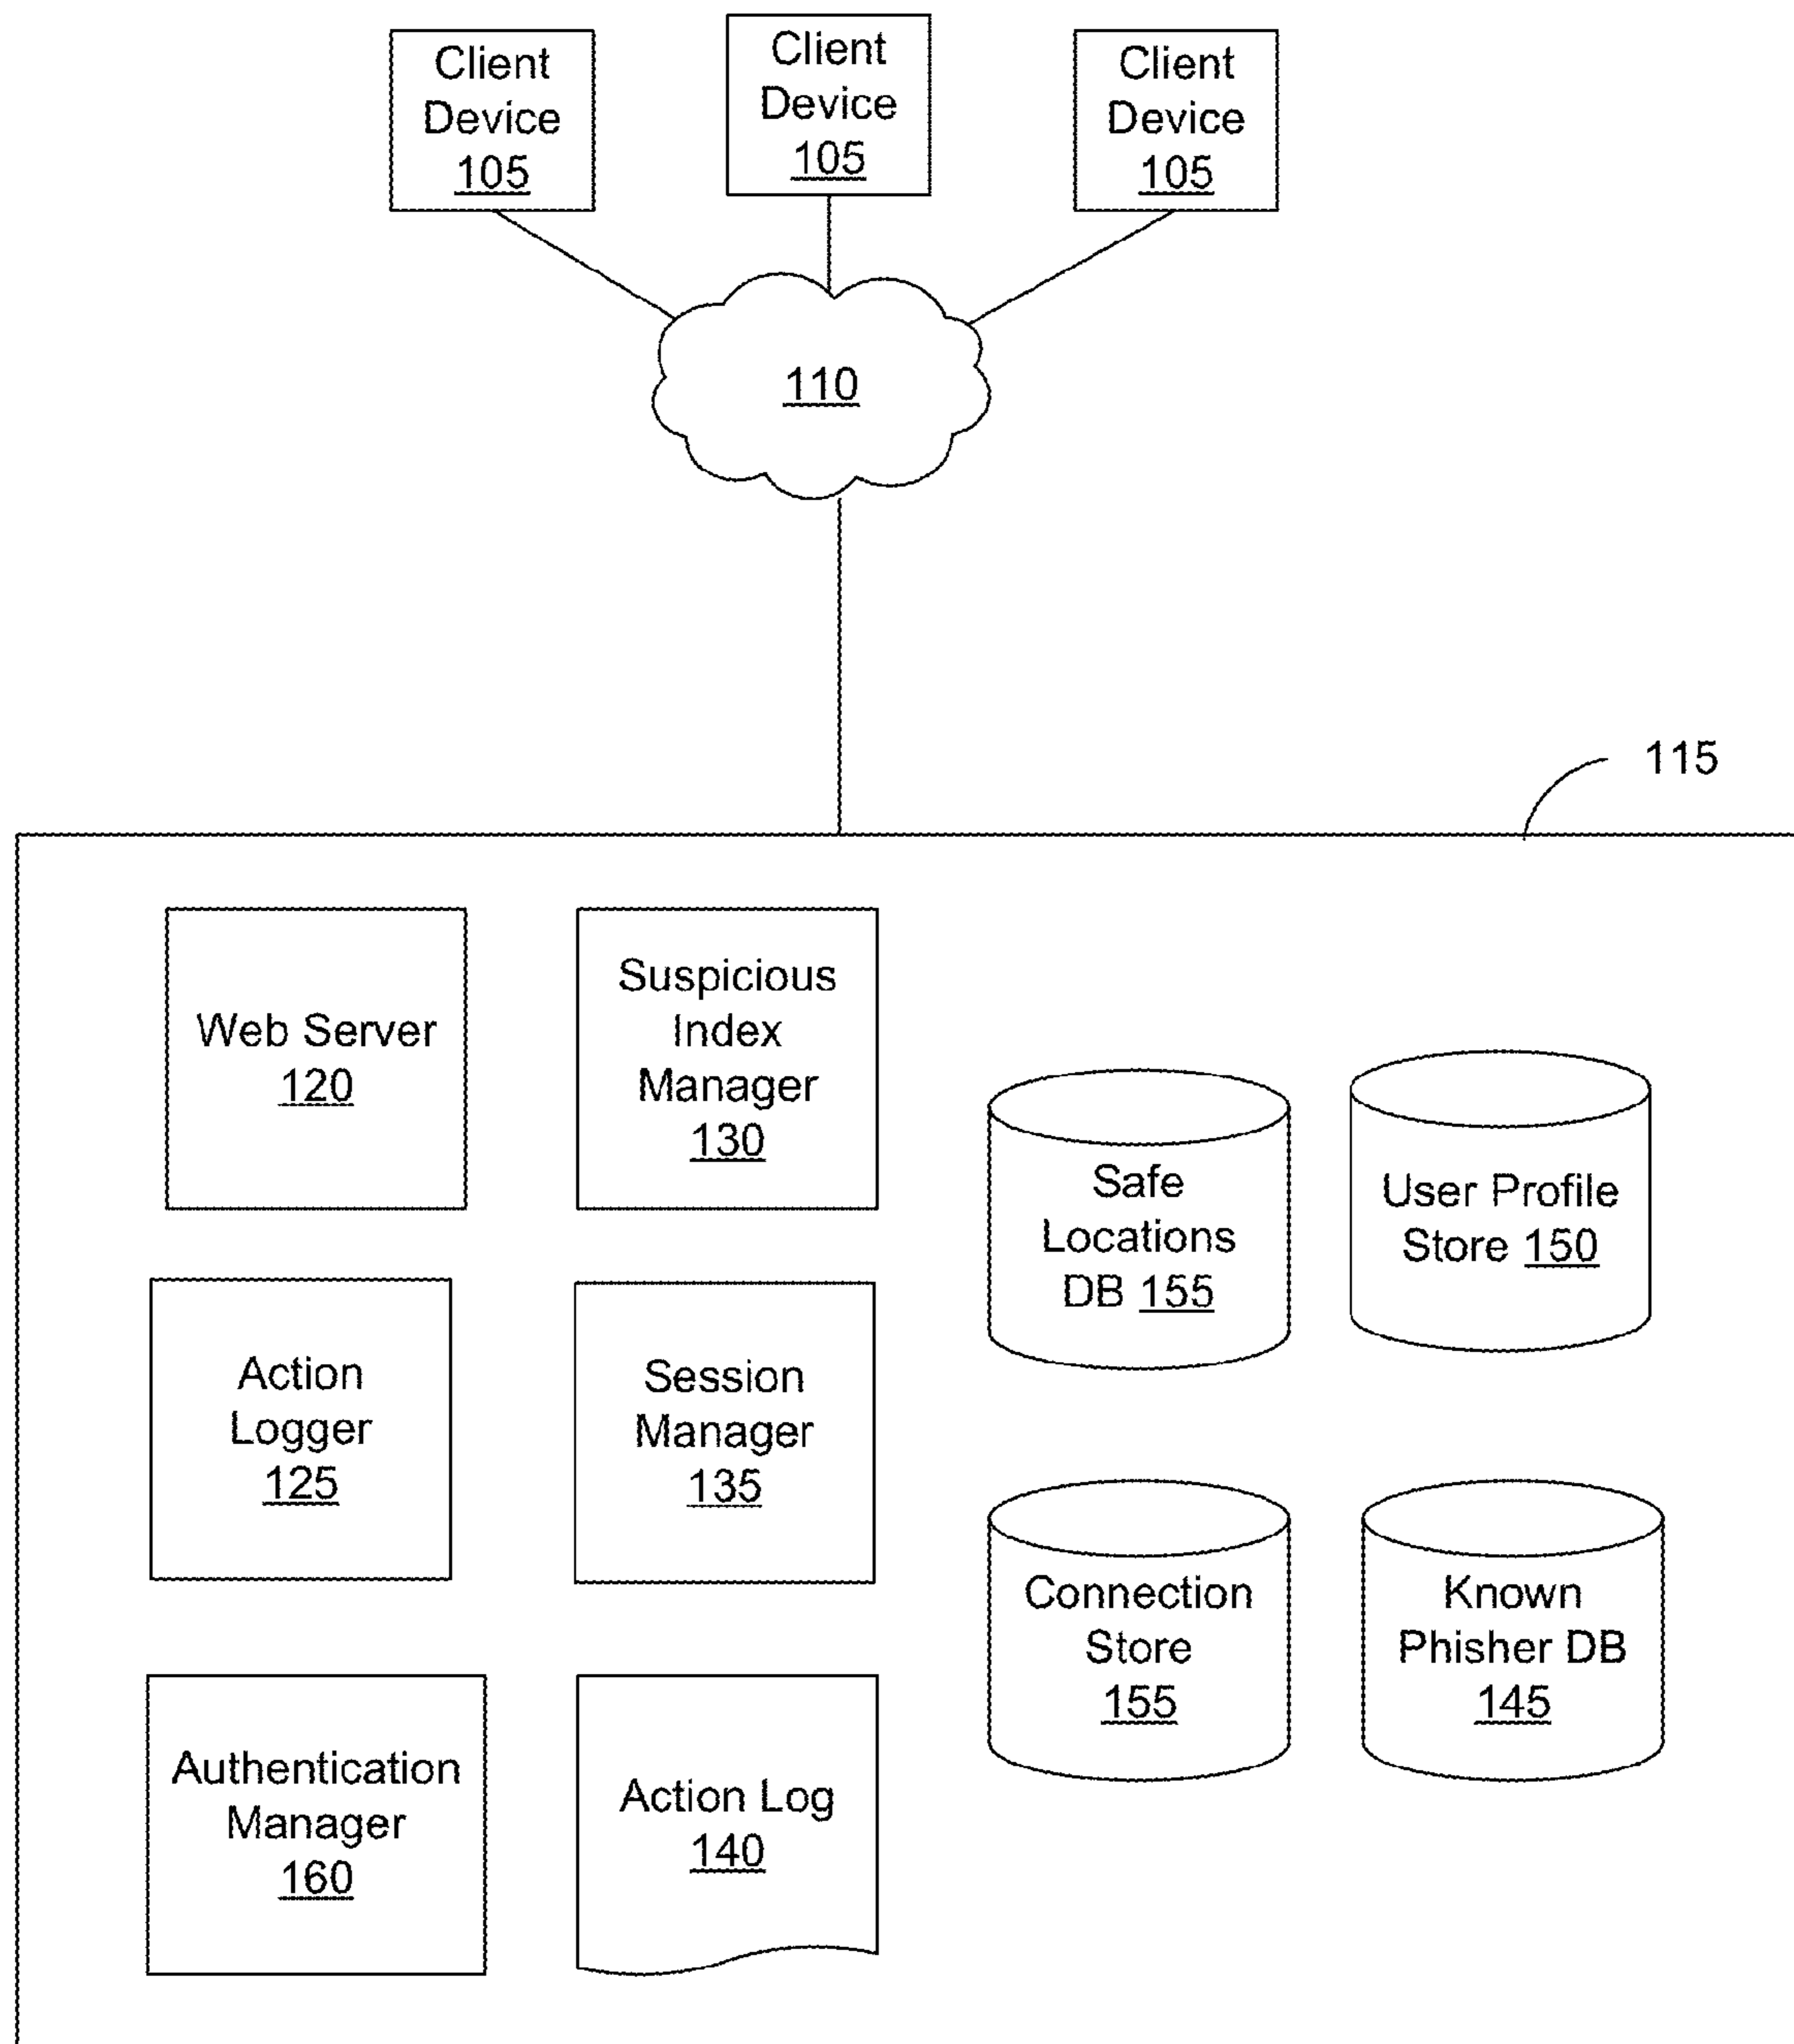 Client
Device
105
Client
Device
105
Client
Device
105
110
115
Web Server
120
Suspicious
Index
Manager
130
Safe
Locations
DB 155
User Profile
Store 150
Action
Logger
125
Session
Manager
135
Connection
Store
155
Known
Phisher DB
145
Authentication
Manager
160
Action Log
140